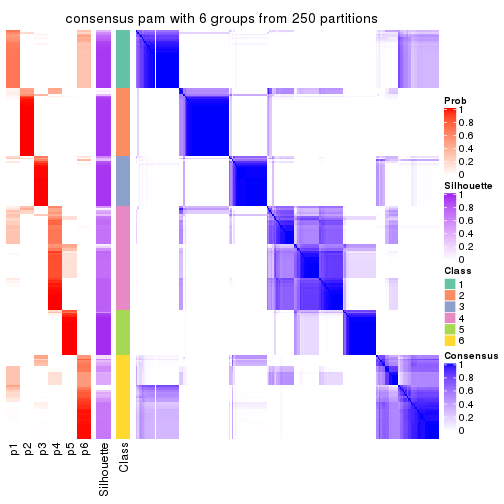 consensus pam with 6 groups from 250 partitions
Prob
1
0.8
0.6
0.4
0.2
0
Silhouette
1
0.8
0.6
0.4
0.2
0
Class
1
2
3
4
5
6
Consensus
1
0.8
0.6
0.4
0.2
0
p1
p2
p3
p4
p5
p6
Silhouette
Class